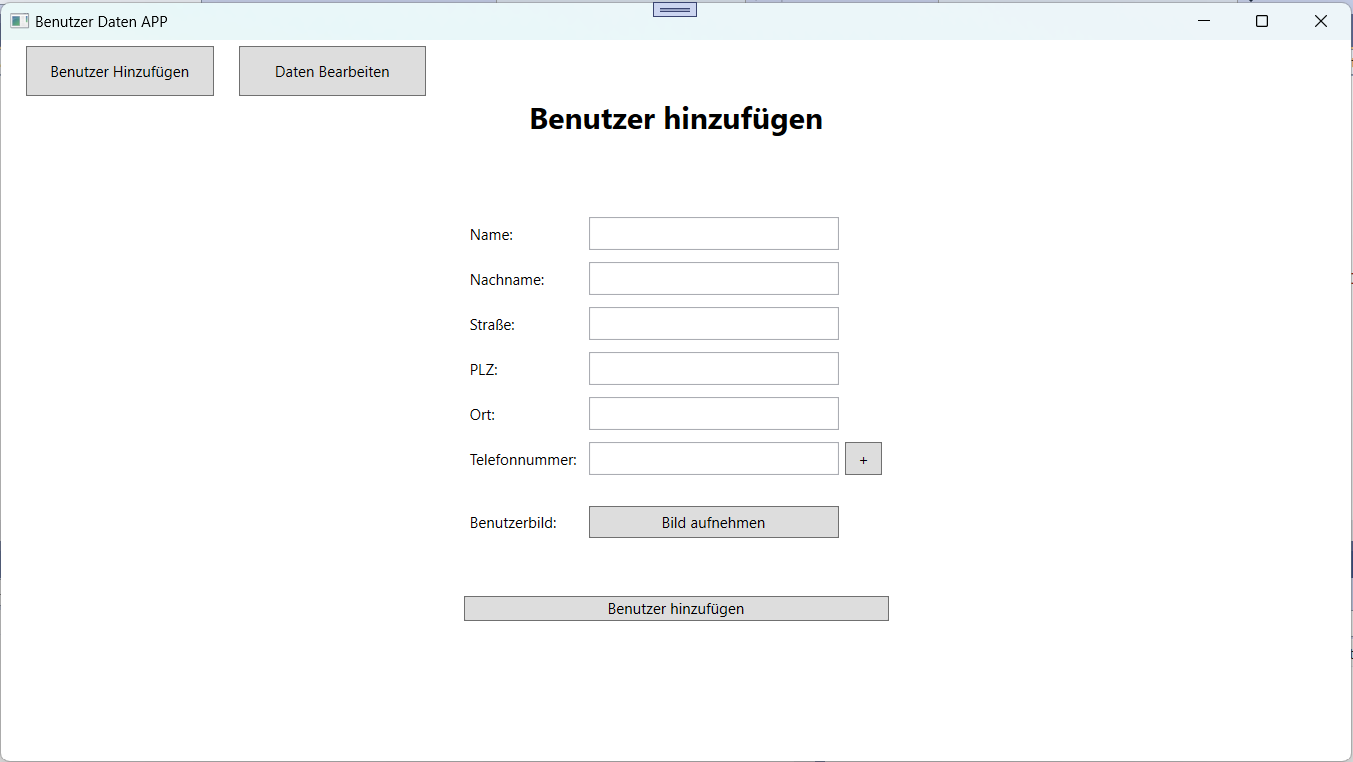 Benutzer Daten APP
Benutzer Hinzufügen
Daten Bearbeiten
Benutzer hinzufügen
Name:
Nachname:
Straße:
PLZ:
Ort:
Telefonnummer:
+
Benutzerbild:
Bild aufnehmen
Benutzer hinzufügen